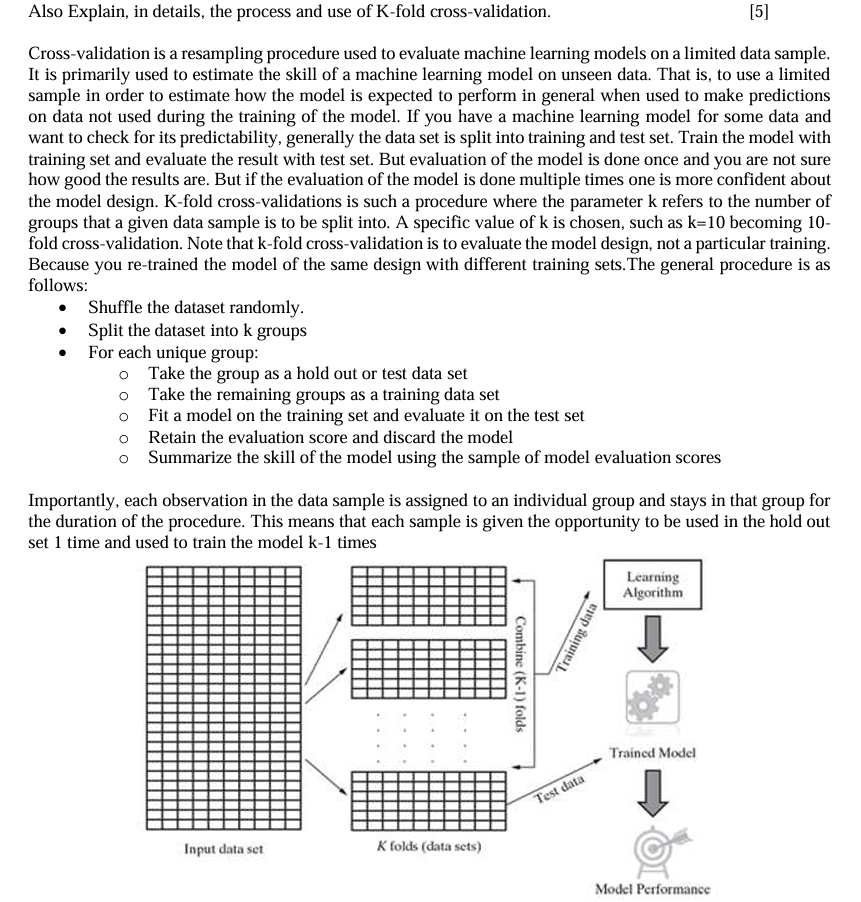 Also Explain, in details, the process and use of K-fold cross-validation. [5]
Cross-validation is a resampling procedure used to evaluate machine learning models on a limited data sample.
It is primarily used to estimate the skill of a machine learning model on unseen data. That is, to use a limited
sample in order to estimate how the model is expected to perform in general when used to make predictions
on data not used during the training of the model. If you have a machine learning model for some data and
want to check for its predictability, generally the data set is split into training and test set. Train the model with
training set and evaluate the result with test set. But evaluation of the model is done once and you are not sure
how good the results are. But if the evaluation of the model is done multiple times one is more confident about
the model design. K-fold cross-validations is such a procedure where the parameter k refers to the number of
groups that a given data sample is to be split into. A specific value of k is chosen, such as k=10 becoming 10-
fold cross-validation. Note that k-fold cross-validation is to evaluate the model design, not a particular training.
Because you re-trained the model of the same design with different training sets.The general procedure is as
follows:
• Shuffle the dataset randomly.
• Split the dataset into k groups
• For each unique group:
o Take the group as a hold out or test data set
o Take the remaining groups as a training data set
o Fit a model on the training set and evaluate it on the test set
o Retain the evaluation score and discard the model
o Summarize the skill of the model using the sample of model evaluation scores
Importantly, each observation in the data sample is assigned to an individual group and stays in that group for
the duration of the procedure. This means that each sample is given the opportunity to be used in the hold out
set 1 time and used to train the model k-1 times
Input data set
K folds (data sets)
Combine (K-1) folds
Training data
Test data
Learning
Algorithm
Trained Model
Model Performance